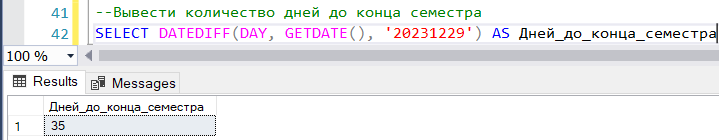 41 --Вывести количество дней до конца семестра
42 SELECT DATEDIFF(DAY, GETDATE(), '20231229') AS Дней_до_конца_семестра
100 %
Results Messages
Дней_до_конца_семестра
1 35